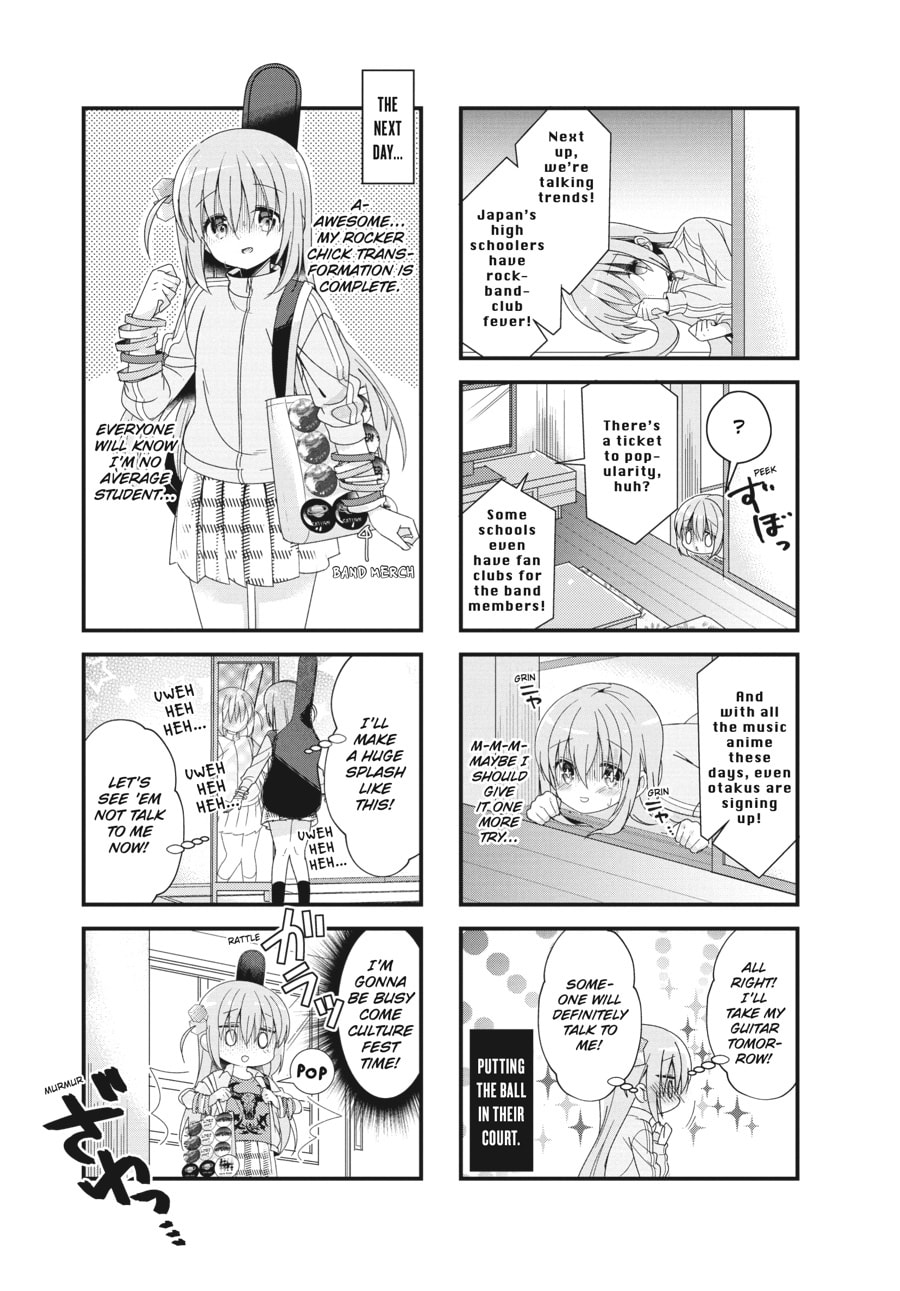 Next
up,
we're
talking
trends!
Japan's
high
schoolers
have
rock-
band-
club
fever!
?
PEEK
ずぼっ
There's
a ticket
to pop-
ularity,
huh?
Some
schools
even
have fan
clubs for
the band
members!
And
with all
the music
anime
these
days, even
otakus are
signing
up!
GRIN
ニヤ
GRIN
ニヤ...
M-M-M-
MAYBE I
SHOULD
GIVE
IT ONE
MORE
TRY...
ALL
RIGHT!
I'LL
TAKE MY
GUITAR
TOMOR-
ROW!
SOME-
ONE WILL
DEFINITELY
TALK TO
ME!
PUTTING
THE BALL
IN THEIR
COURT.
THE
NEXT
DAY...
A-
AWESOME...
MY ROCKER
CHICK TRANS-
FORMATION IS
COMPLETE.
EVERYONE
WILL KNOW
I'M NO
AVERAGE
STUDENT...
BAND MERCH
I'LL
MAKE
A HUGE
SPLASH
LIKE
THIS!
UWEH
HEH
HEH...
UWEH
HEH
HEH...
UWEH
HEH
HEH...
LET'S
SEE 'EM
NOT TALK
TO ME
NOW!
RATTLE
ガラッ
I'M
GONNA
BE BUSY
COME
CULTURE
FEST
TIME!
POP
MURMUR
ざわっ...